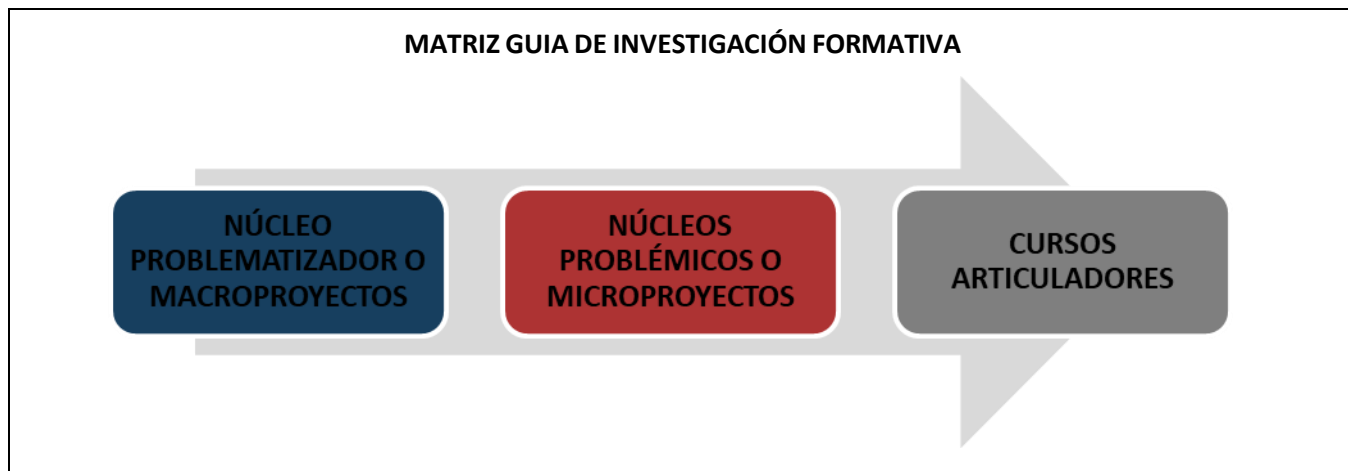 MATRIZ GUIA DE INVESTIGACIÓN FORMATIVA
NÚCLEO
PROBLEMATIZADOR O
MACROPROYECTOS
NÚCLEOS
PROBLÉMICOS O
MICROPROYECTOS
CURSOS
ARTICULADORES